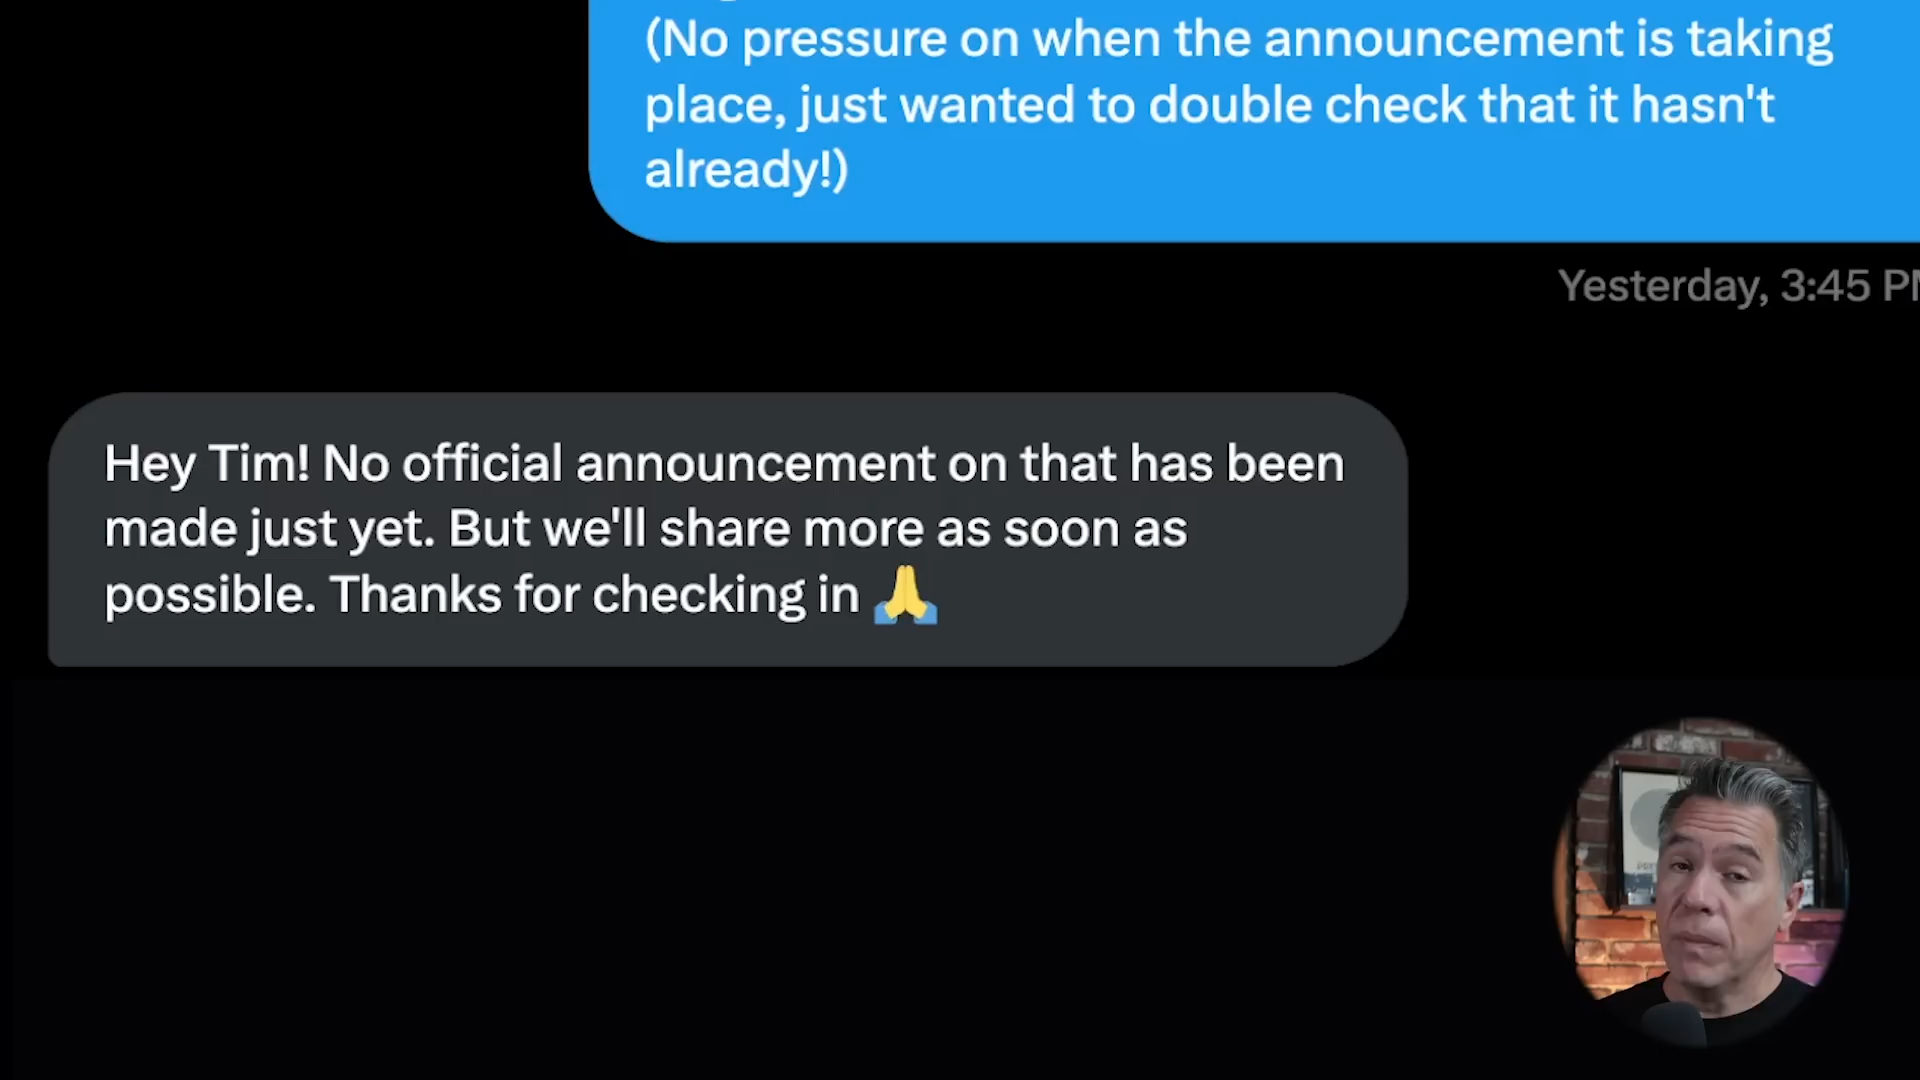 (No pressure on when the announcement is taking
place, just wanted to double check that it hasn't
already!)
Yesterday, 3:45 P
Hey Tim! No official announcement on that has been
made just yet. But we'll share more as soon as
possible. Thanks for checking in 🙏